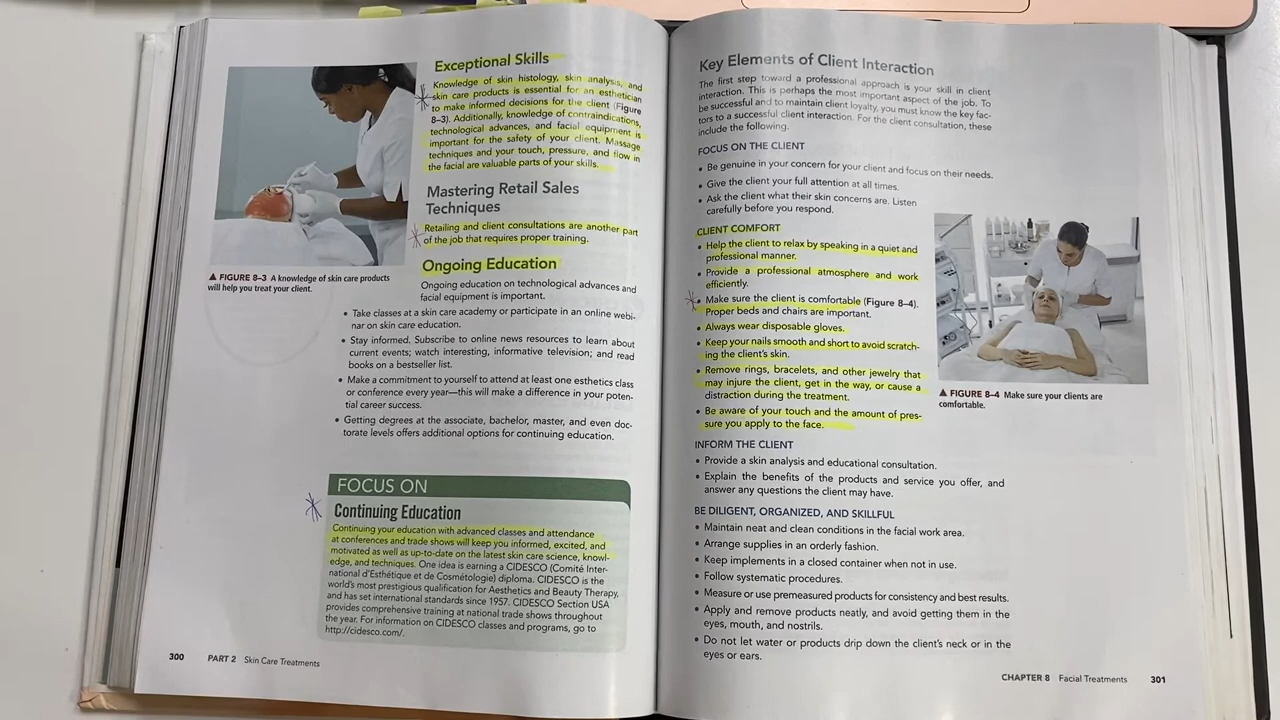 Exceptional Skills
Knowledge of skin histology, skin analysis, and
skin care products is essential for an esthetician
to make informed decisions for the client (Figure
8–3). Additionally, knowledge of contraindications,
technological advances, and facial equipment is
important for the safety of your client. Massage
techniques and your touch, pressure, and flow in
the facial are valuable parts of your skills.
Mastering Retail Sales
Techniques
Retailing and client consultations are another part
of the job that requires proper training.
▲ FIGURE 8–3 A knowledge of skin care products
will help you treat your client.
Ongoing Education
Ongoing education on technological advances and
facial equipment is important.
• Take classes at a skin care academy or participate in an online webi-
nar on skin care education.
• Stay informed. Subscribe to online news resources to learn about
current events; watch interesting, informative television; and read
books on a bestseller list.
• Make a commitment to yourself to attend at least one esthetics class
or conference every year—this will make a difference in your poten-
tial career success.
• Getting degrees at the associate, bachelor, master, and even doc-
torate levels offers additional options for continuing education.
FOCUS ON
Continuing Education
Continuing your education with advanced classes and attendance
at conferences and trade shows will keep you informed, excited, and
motivated as well as up-to-date on the latest skin care science, knowl-
edge, and techniques. One idea is earning a CIDESCO (Comité Inter-
national d'Esthétique et de Cosmétologie) diploma. CIDESCO is the
world's most prestigious qualification for Aesthetics and Beauty Therapy,
and has set international standards since 1957. CIDESCO Section USA
provides comprehensive training at national trade shows throughout
the year. For information on CIDESCO classes and programs, go to
http://cidesco.com/.
300 PART 2 Skin Care Treatments
Key Elements of Client Interaction
The first step toward a professional approach is your skill in client
interaction. This is perhaps the most important aspect of the job. To
be successful and to maintain client loyalty, you must know the key fac-
tors to a successful client interaction. For the client consultation, these
include the following.
FOCUS ON THE CLIENT
• Be genuine in your concern for your client and focus on their needs.
• Give the client your full attention at all times.
• Ask the client what their skin concerns are. Listen
carefully before you respond.
CLIENT COMFORT
• Help the client to relax by speaking in a quiet and
professional manner.
• Provide a professional atmosphere and work
efficiently.
• Make sure the client is comfortable (Figure 8–4).
Proper beds and chairs are important.
• Always wear disposable gloves.
• Keep your nails smooth and short to avoid scratch-
ing the client's skin.
• Remove rings, bracelets, and other jewelry that
may injure the client, get in the way, or cause a
distraction during the treatment.
• Be aware of your touch and the amount of pres-
sure you apply to the face.
▲ FIGURE 8–4 Make sure your clients are
comfortable.
INFORM THE CLIENT
• Provide a skin analysis and educational consultation.
• Explain the benefits of the products and service you offer, and
answer any questions the client may have.
BE DILIGENT, ORGANIZED, AND SKILLFUL
• Maintain neat and clean conditions in the facial work area.
• Arrange supplies in an orderly fashion.
• Keep implements in a closed container when not in use.
• Follow systematic procedures.
• Measure or use premeasured products for consistency and best results.
• Apply and remove products neatly, and avoid getting them in the
eyes, mouth, and nostrils.
• Do not let water or products drip down the client's neck or in the
eyes or ears.
CHAPTER 8 Facial Treatments 301